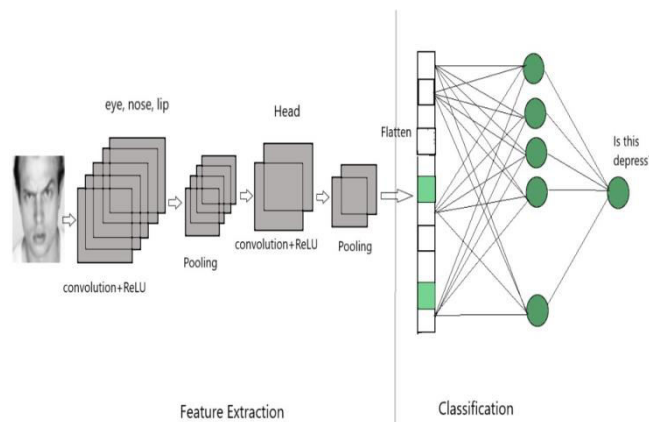 eye, nose, lip
Head
Flatten
Is this
depress
convolution+ReLU
Pooling
convolution+ReLU
Pooling
Feature Extraction
Classification